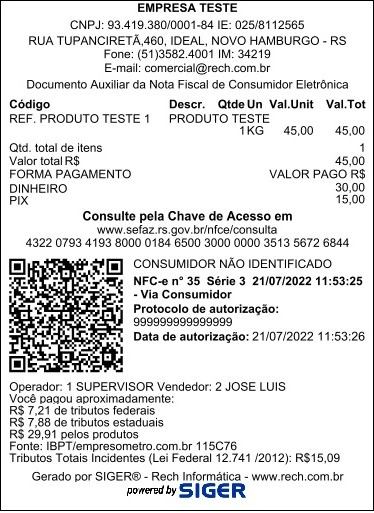 EMPRESA TESTE
CNPJ: 93.419.380/0001-84 IE: 025/8112565
RUA TUPANCIRETÃ,460, IDEAL, NOVO HAMBURGO - RS
Fone: (51)3582.4001 IM: 34219
E-mail: comercial@rech.com.br
Documento Auxiliar da Nota Fiscal de Consumidor Eletrônica
Código Descr. Qtde Un Val.Unit Val.Tot
REF. PRODUTO TESTE 1 PRODUTO TESTE
1 KG 45,00 45,00
Qtd. total de itens 1
Valor total R$ 45,00
FORMA PAGAMENTO VALOR PAGO R$
DINHEIRO 30,00
PIX 15,00
Consulte pela Chave de Acesso em
www.sefaz.rs.gov.br/nfce/consulta
4322 0793 4193 8000 0184 6500 3000 0000 3513 5672 6844
CONSUMIDOR NÃO IDENTIFICADO
NFC-e n° 35 Série 3 21/07/2022 11:53:25
- Via Consumidor
Protocolo de autorização:
999999999999999
Data de autorização: 21/07/2022 11:53:26
Operador: 1 SUPERVISOR Vendedor: 2 JOSE LUIS
Você pagou aproximadamente:
R$ 7,21 de tributos federais
R$ 7,88 de tributos estaduais
R$ 29,91 pelos produtos
Fonte: IBPT/empresometro.com.br 115C76
Tributos Totais Incidentes (Lei Federal 12.741 /2012): R$15,09
Gerado por SIGER® - Rech Informática - www.rech.com.br
powered by SIGER